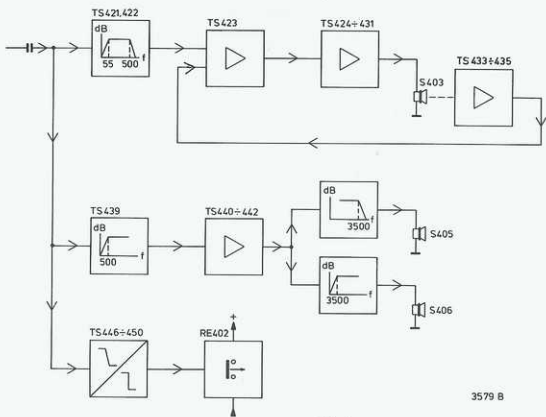 TS421,422
dB
55 500 f
TS423
TS424÷431
S403
TS433÷435
TS439
dB
500 f
TS440÷442
dB
3500 f
S405
dB
3500 f
S406
TS446÷450
RE402
+
3579 B